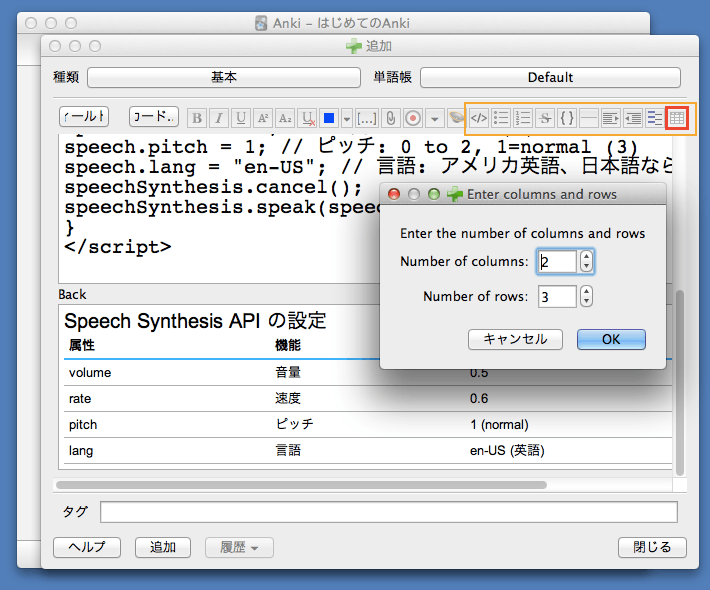 Anki – はじめてのAnki
追加
種類
基本
単語帳
Default
ィールド
コード..
B I U A² A₂ U [...] </> S { }
speech.pitch = 1; // ピッチ: 0 to 2, 1=normal (3)
speech.lang = "en-US"; // 言語: アメリカ英語、日本語なら
speechSynthesis.cancel();
speechSynthesis.speak(speec
}
</script>
Enter columns and rows
Enter the number of columns and rows
Number of columns: 2
Number of rows: 3
キャンセル
OK
Back
Speech Synthesis API の設定
属性 機能
volume 音量 0.5
rate 速度 0.6
pitch ピッチ 1 (normal)
lang 言語 en-US (英語)
タグ
ヘルプ
追加
履歴
閉じる